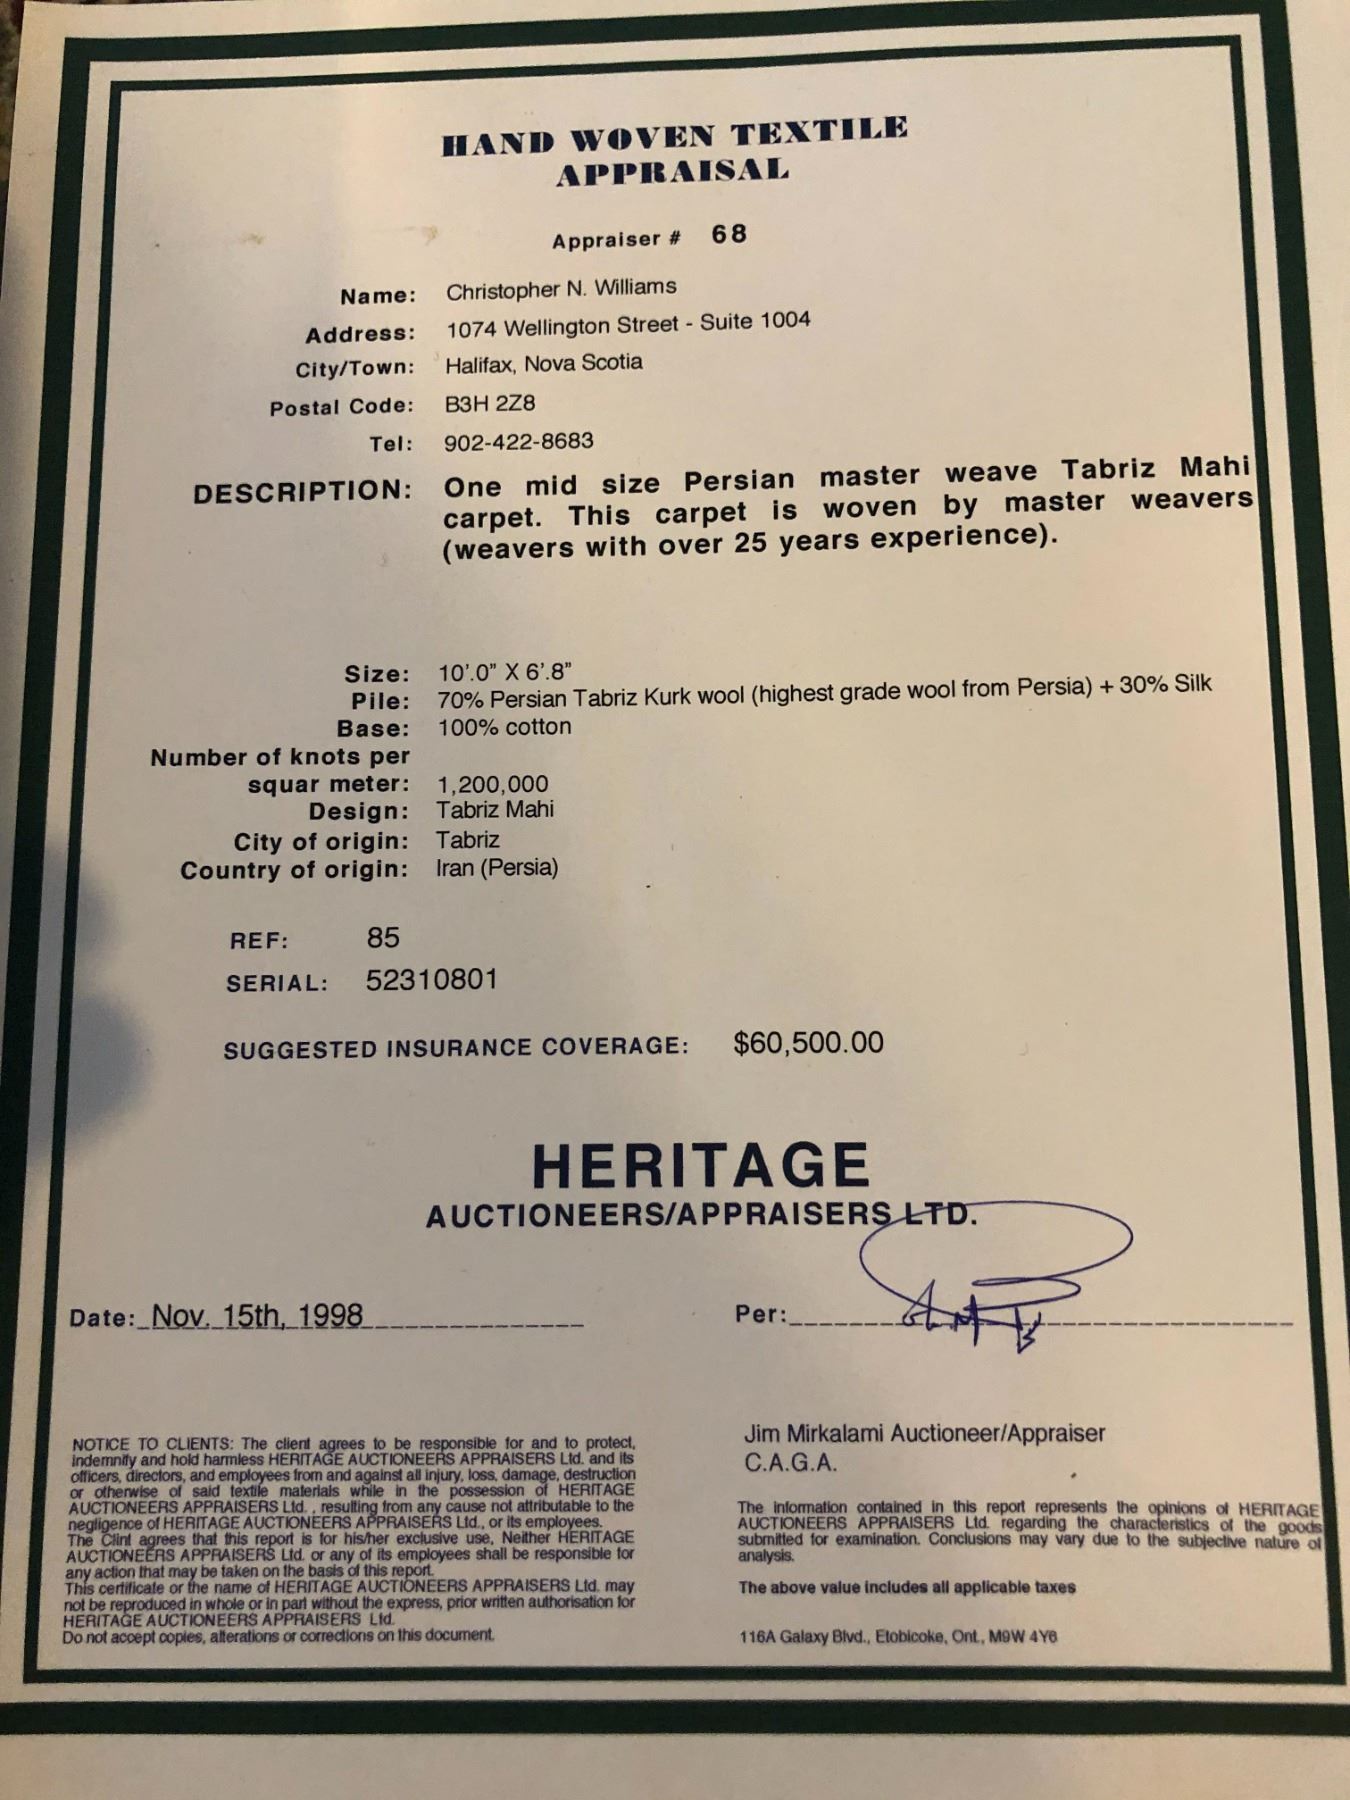 HAND WOVEN TEXTILE
APPRAISAL
Appraiser # 68
Name: Christopher N. Williams
Address: 1074 Wellington Street - Suite 1004
City/Town: Halifax, Nova Scotia
Postal Code: B3H 2Z8
Tel: 902-422-8683
DESCRIPTION: One mid size Persian master weave Tabriz Mahi
carpet. This carpet is woven by master weavers
(weavers with over 25 years experience).
Size: 10'.0" X 6'.8"
Pile: 70% Persian Tabriz Kurk wool (highest grade wool from Persia) + 30% Silk
Base: 100% cotton
Number of knots per
squar meter: 1,200,000
Design: Tabriz Mahi
City of origin: Tabriz
Country of origin: Iran (Persia)
REF: 85
SERIAL: 52310801
SUGGESTED INSURANCE COVERAGE: $60,500.00
HERITAGE
AUCTIONEERS/APPRAISERS LTD.
Date: Nov. 15th, 1998
Per:
NOTICE TO CLIENTS: The client agrees to be responsible for and to protect,
indemnify and hold harmless HERITAGE AUCTIONEERS APPRAISERS Ltd. and its
officers, directors, and employees from and against all injury, loss, damage, destruction
or otherwise of said textile materials while in the possession of HERITAGE
AUCTIONEERS APPRAISERS Ltd. , resulting from any cause not attributable to the
negligence of HERITAGE AUCTIONEERS APPRAISERS Ltd., or its employees.
The Clint agrees that this report is for his/her exclusive use, Neither HERITAGE
AUCTIONEERS APPRAISERS Ltd. or any of its employees shall be responsible for
any action that may be taken on the basis of this report.
This certificate or the name of HERITAGE AUCTIONEERS APPRAISERS Ltd. may
not be reproduced in whole or in part without the express, prior written authorisation for
HERITAGE AUCTIONEERS APPRAISERS Ltd.
Do not accept copies, alterations or corrections on this document.
Jim Mirkalami Auctioneer/Appraiser
C.A.G.A.
The information contained in this report represents the opinions of HERITAGE
AUCTIONEERS APPRAISERS Ltd. regarding the characteristics of the goods
submitted for examination. Conclusions may vary due to the subjective nature of
analysis.
The above value includes all applicable taxes
116A Galaxy Blvd., Etobicoke, Ont., M9W 4Y6